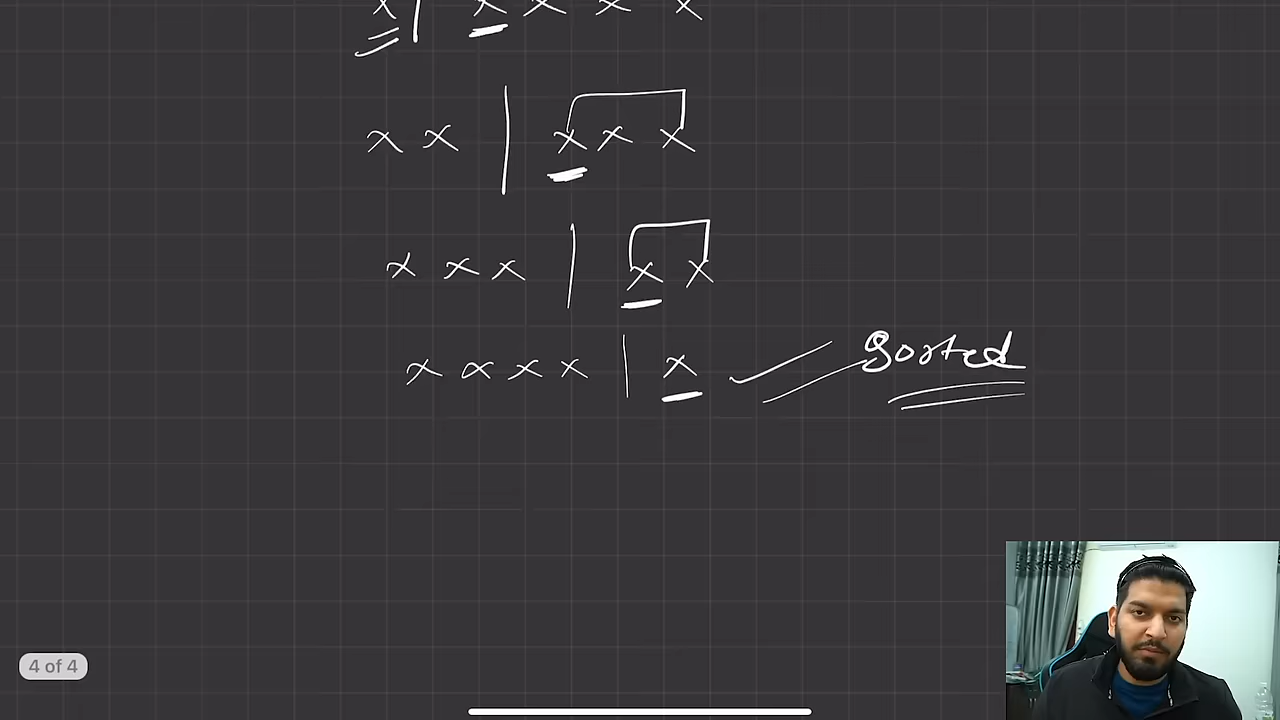 x | x x x x
x x | x x x
x x x | x x
x x x x | x Sorted
4 of 4